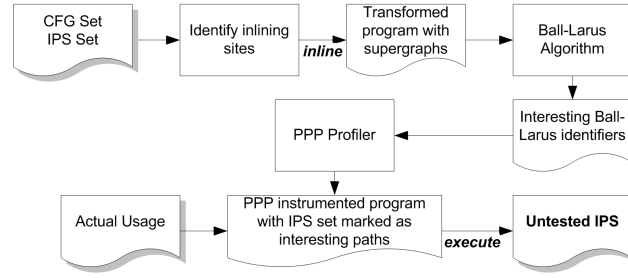 CFG Set
IPS Set
Identify inlining
sites
inline
Transformed
program with
supergraphs
Ball-Larus
Algorithm
Interesting Ball-
Larus identifiers
PPP Profiler
Actual Usage
PPP instrumented program
with IPS set marked as
interesting paths
execute
Untested IPS